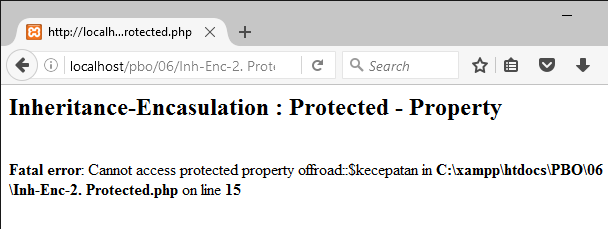 http://localh...rotected.php
localhost/pbo/06/Inh-Enc-2. Prote
Search
Inheritance-Encasulation : Protected - Property
Fatal error: Cannot access protected property offroad::$kecepatan in C:\xampp\htdocs\PBO\06
\Inh-Enc-2. Protected.php on line 15